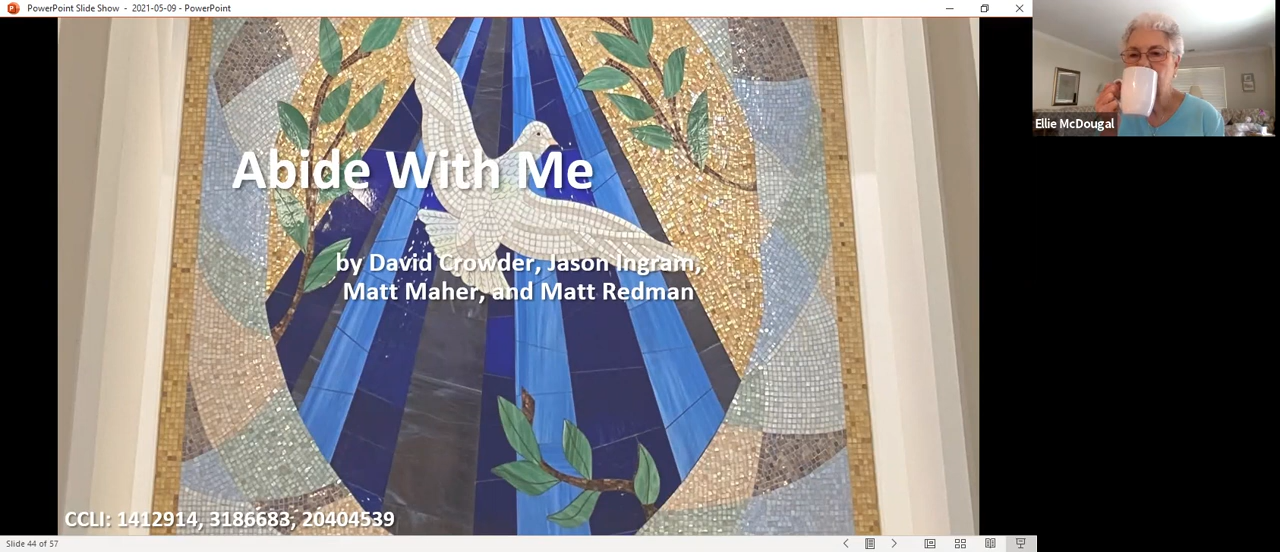 PowerPoint Slide Show - 2021-05-09 - PowerPoint
Ellie McDougal
Abide With Me
by David Crowder, Jason Ingram,
Matt Maher, and Matt Redman
CCLI: 1412914, 3186683, 20404539
Slide 44 of 57